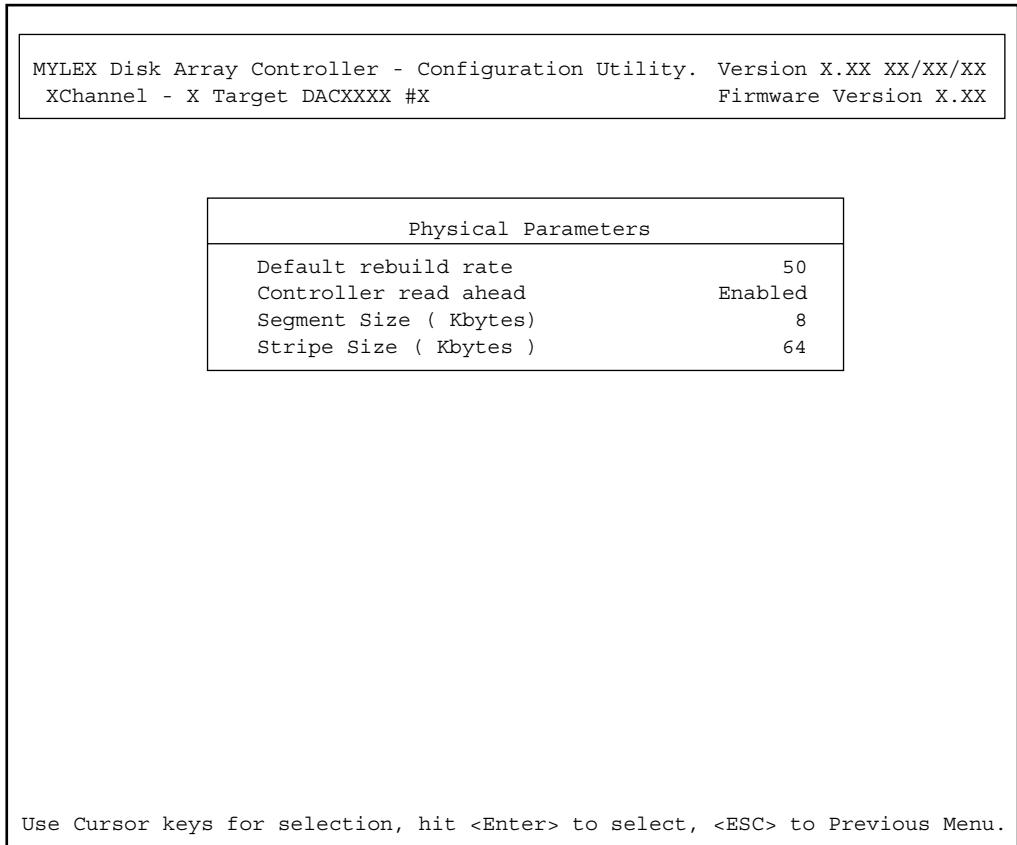 MYLEX Disk Array Controller - Configuration Utility. Version X.XX XX/XX/XX
XChannel - X Target DACXXXX #X Firmware Version X.XX
Physical Parameters
Default rebuild rate 50
Controller read ahead Enabled
Segment Size ( Kbytes) 8
Stripe Size ( Kbytes ) 64
Use Cursor keys for selection, hit <Enter> to select, <ESC> to Previous Menu.